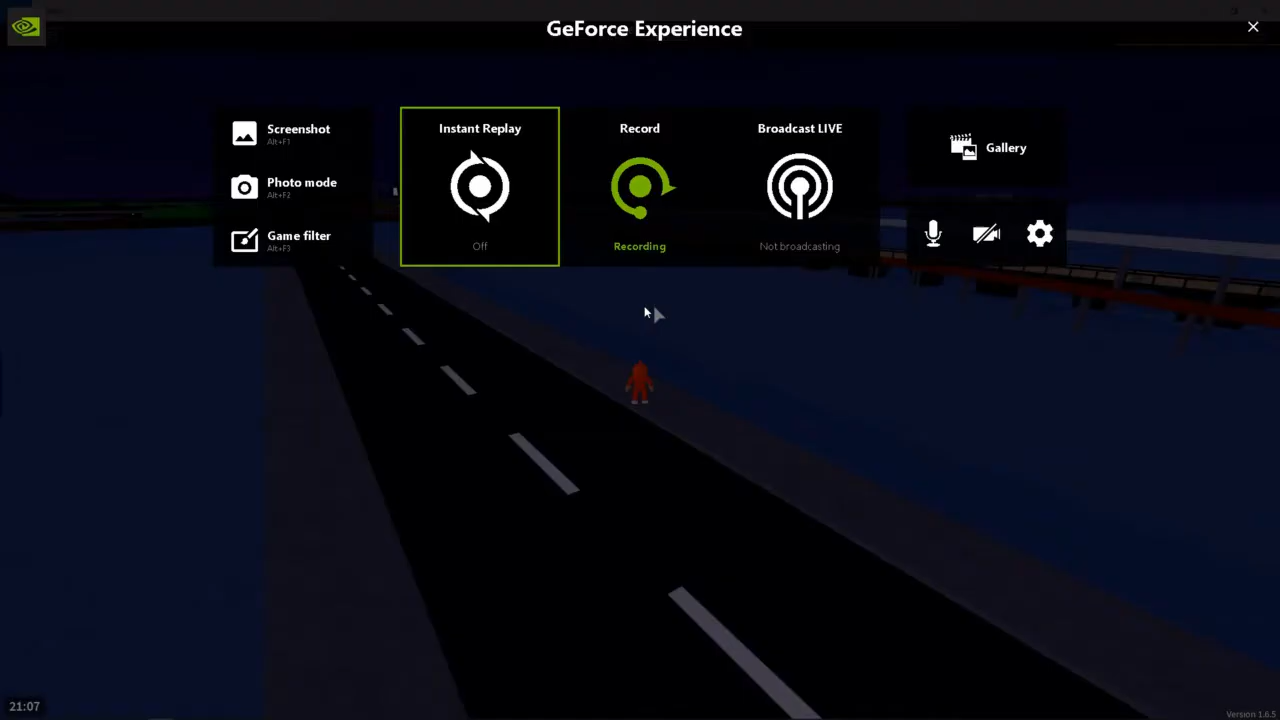 GeForce Experience
Screenshot
Alt+F1
Photo mode
Alt+F2
Game filter
Alt+F3
Instant Replay
Off
Record
Recording
Broadcast LIVE
Not broadcasting
Gallery
21:07
Version 1.6.5